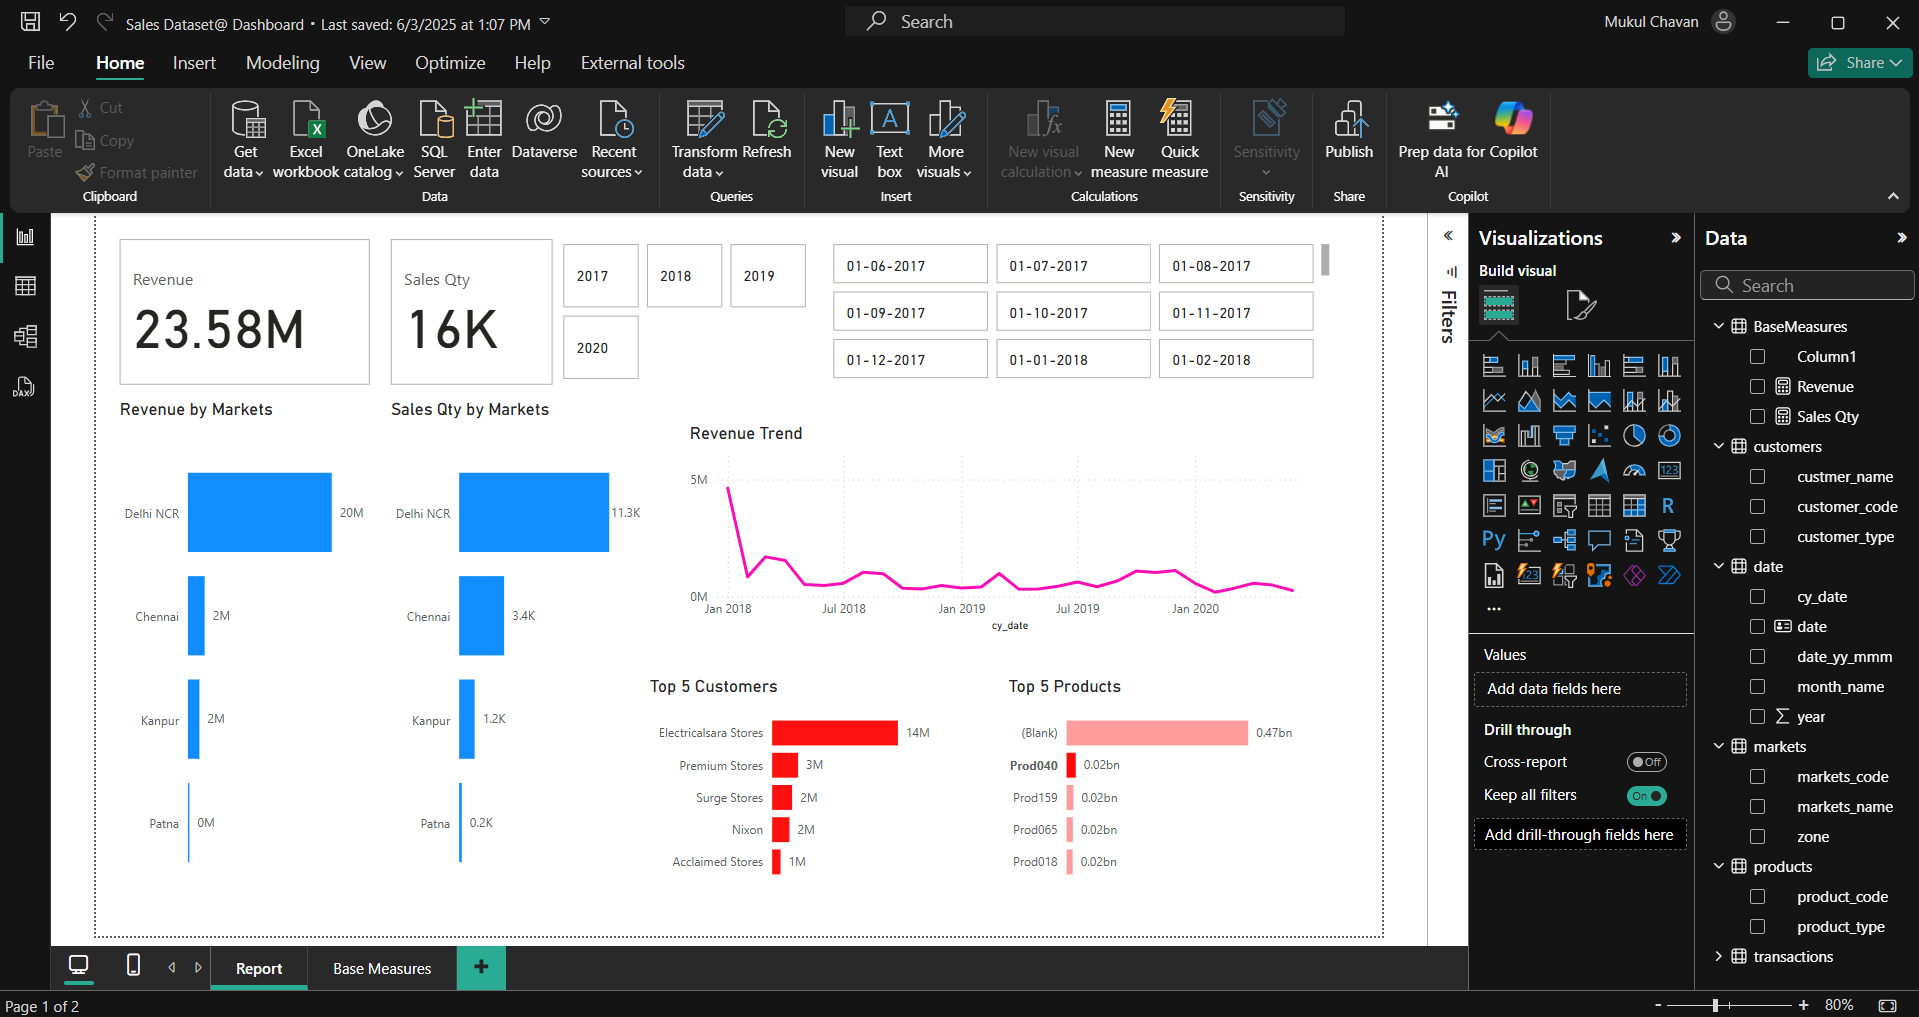 Sales Dataset@ Dashboard • Last saved: 6/3/2025 at 1:07 PM
Search
Mukul Chavan
File Home Insert Modeling View Optimize Help External tools
Share
Paste
Cut
Copy
Format painter
Clipboard
Get data
Excel workbook
OneLake catalog
SQL Server
Enter data
Dataverse
Recent sources
Data
Transform data
Refresh
Queries
New visual
Text box
More visuals
Insert
New visual calculation
New measure
Quick measure
Calculations
Sensitivity
Sensitivity
Publish
Share
Prep data for AI
Copilot
Copilot
DAX
Revenue
23.58M
Sales Qty
16K
2017 2018 2019
2020
01-06-2017 01-07-2017 01-08-2017
01-09-2017 01-10-2017 01-11-2017
01-12-2017 01-01-2018 01-02-2018
Revenue by Markets
Delhi NCR 20M
Chennai 2M
Kanpur 2M
Patna 0M
Sales Qty by Markets
Delhi NCR 11.3K
Chennai 3.4K
Kanpur 1.2K
Patna 0.2K
Revenue Trend
5M
0M
Jan 2018 Jul 2018 Jan 2019 Jul 2019 Jan 2020
cy_date
Top 5 Customers
Electricalsara Stores 14M
Premium Stores 3M
Surge Stores 2M
Nixon 2M
Acclaimed Stores 1M
Top 5 Products
(Blank) 0.47bn
Prod040 0.02bn
Prod159 0.02bn
Prod065 0.02bn
Prod018 0.02bn
Filters
Visualizations
Build visual
123
R
Py
123
Values
Add data fields here
Drill through
Cross-report Off
Keep all filters On
Add drill-through fields here
Data
Search
BaseMeasures
Column1
Revenue
Sales Qty
customers
custmer_name
customer_code
customer_type
date
cy_date
date
date_yy_mmm
month_name
year
markets
markets_code
markets_name
zone
products
product_code
product_type
transactions
Report Base Measures +
Page 1 of 2
- + 80%